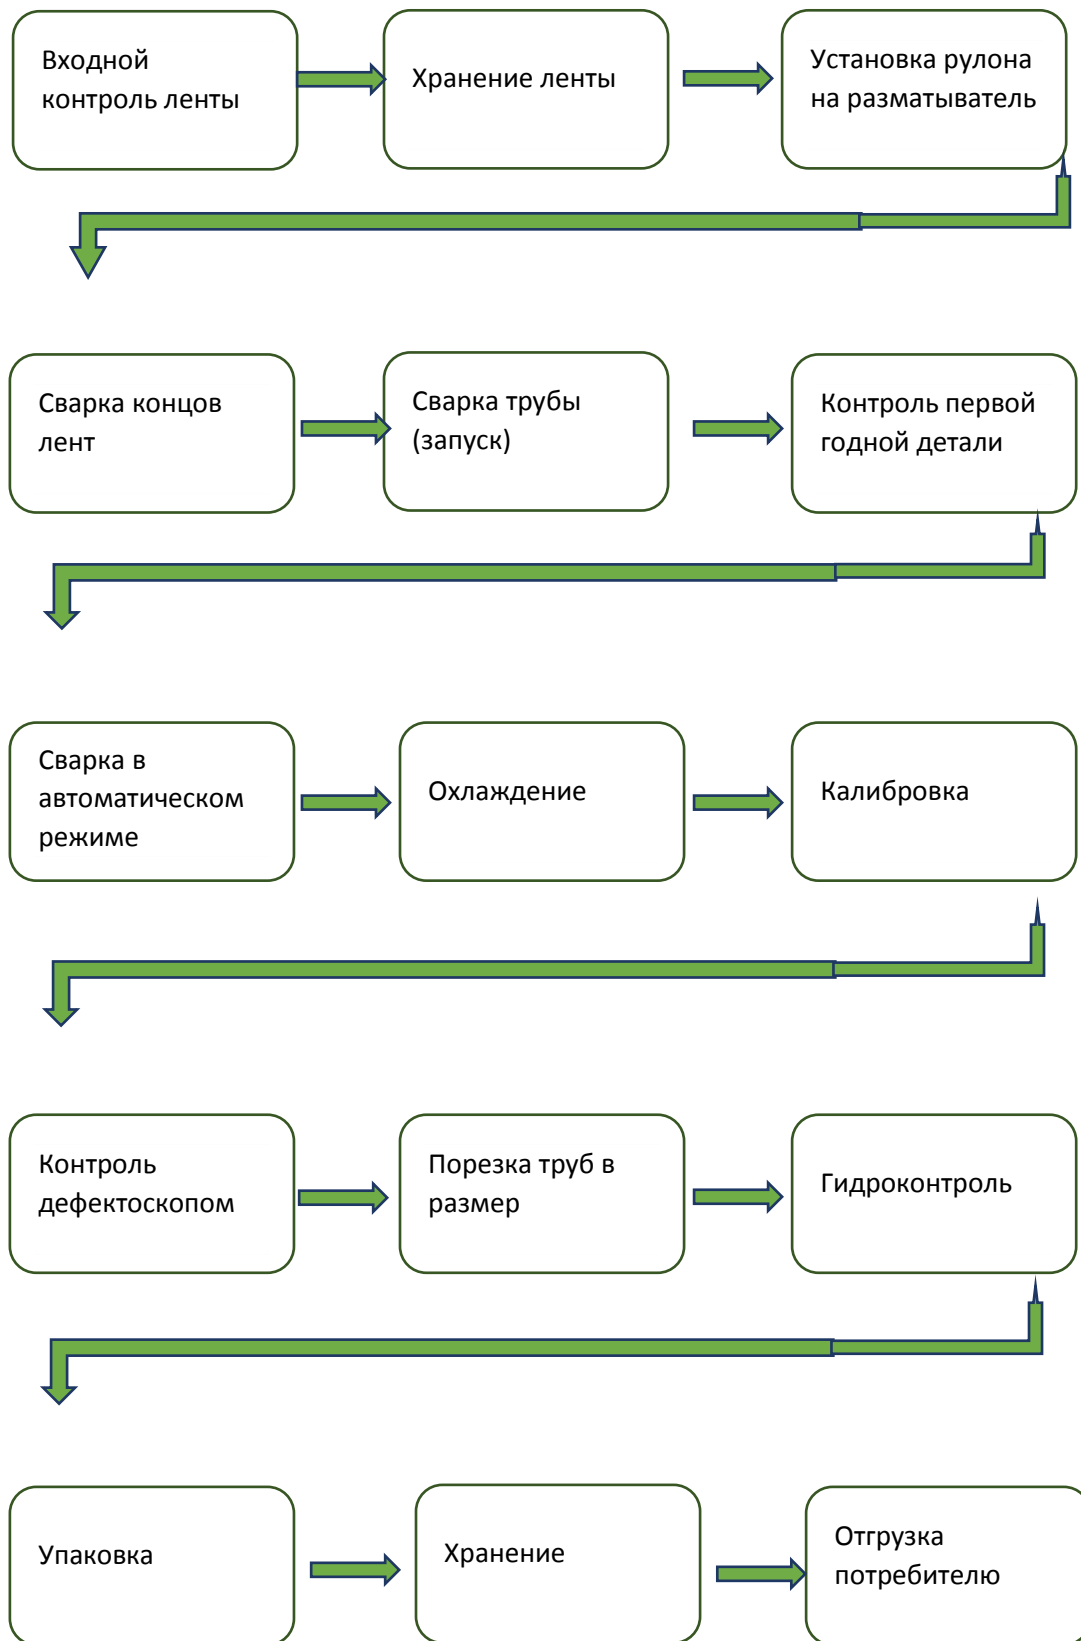 Входной
контроль ленты
Хранение ленты
Установка рулона
на разматыватель
Сварка концов
лент
Сварка трубы
(запуск)
Контроль первой
годной детали
Сварка в
автоматическом
режиме
Охлаждение
Калибровка
Контроль
дефектоскопом
Порезка труб в
размер
Гидроконтроль
Упаковка
Хранение
Отгрузка
потребителю